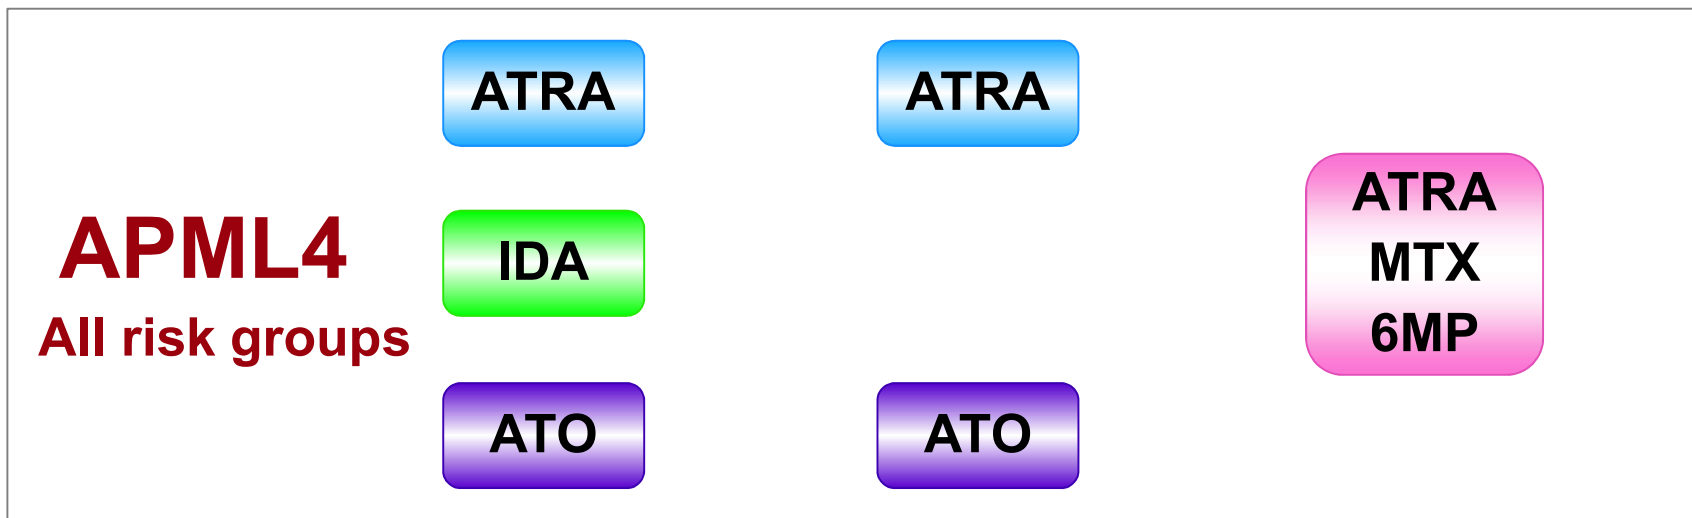 APML4
All risk groups
ATRA
IDA
ATO
ATRA
ATO
ATRA
MTX
6MP